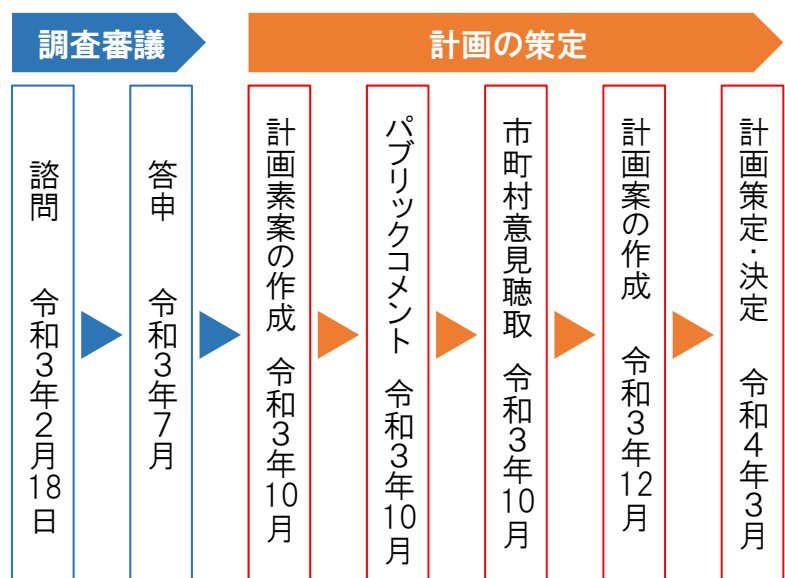 調査審議
計画の策定
諮問　令和3年2月18日
答申　令和3年7月
計画素案の作成　令和3年10月
パブリックコメント　令和3年10月
市町村意見聴取　令和3年10月
計画案の作成　令和3年12月
計画策定・決定　令和4年3月